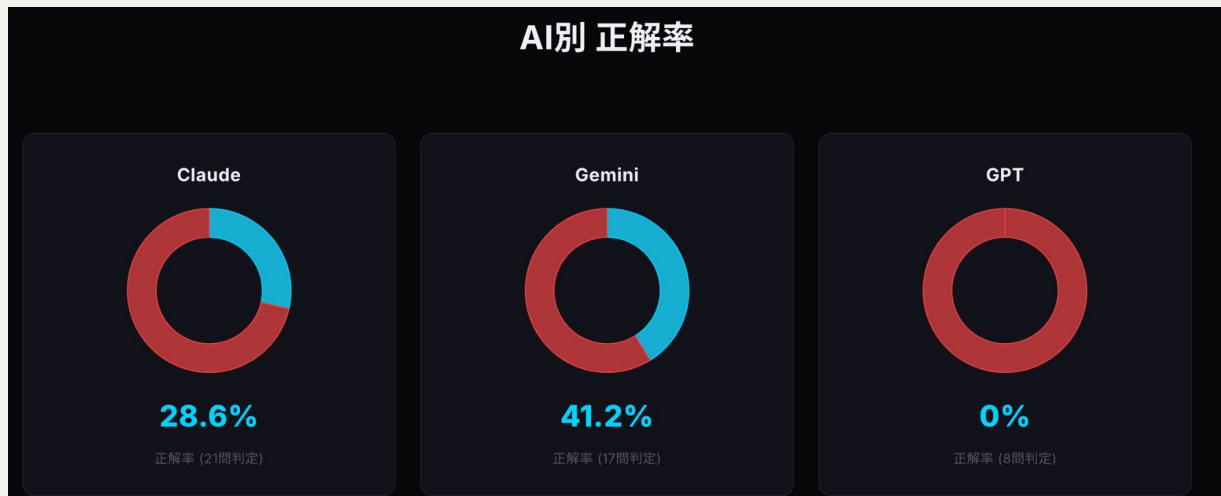 AI別 正解率
Claude
28.6%
正解率 (21問判定)
Gemini
41.2%
正解率 (17問判定)
GPT
0%
正解率 (8問判定)